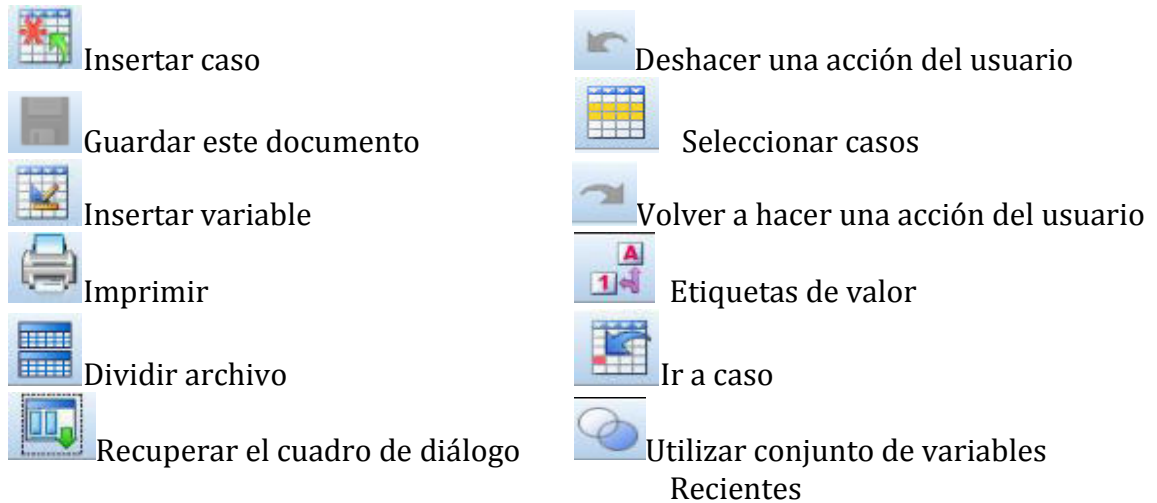 Insertar caso
Deshacer una acción del usuario
Guardar este documento
Seleccionar casos
Insertar variable
Volver a hacer una acción del usuario
Imprimir
A
1
Etiquetas de valor
Dividir archivo
Ir a caso
Recuperar el cuadro de diálogo
Utilizar conjunto de variables
Recientes